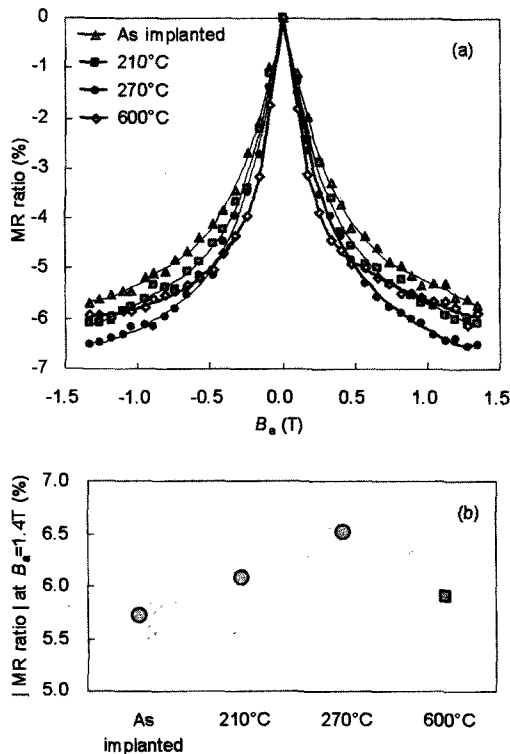 0
-1
-2
-3
-4
-5
-6
-7
MR ratio (%)
As implanted
210°C
270°C
600°C
(a)
-1.5 -1.0 -0.5 0.0 0.5 1.0 1.5
Ba (T)
7.0
6.5
6.0
5.5
5.0
| MR ratio | at Ba=1.4T (%)
(b)
As implanted 210°C 270°C 600°C